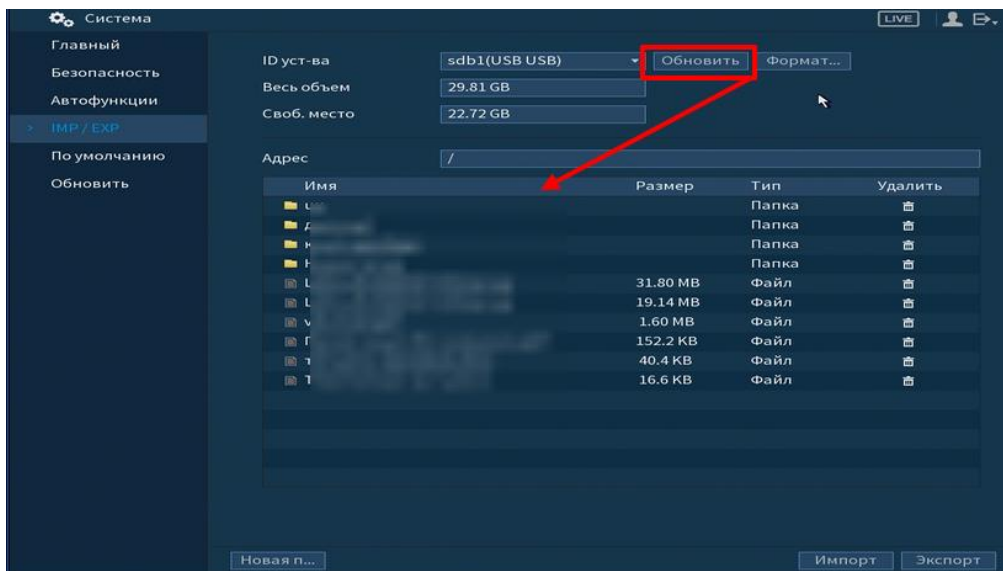 Система LIVE
Главный
Безопасность
Автофункции
IMP / EXP
По умолчанию
Обновить
ID уст-ва sdb1(USB USB) Обновить Формат...
Весь объем 29.81 GB
Своб. место 22.72 GB
Адрес /
Имя Размер Тип Удалить
Папка
Папка
Папка
Папка
31.80 MB Файл
19.14 MB Файл
1.60 MB Файл
152.2 KB Файл
40.4 KB Файл
16.6 KB Файл
Новая п... Импорт Экспорт